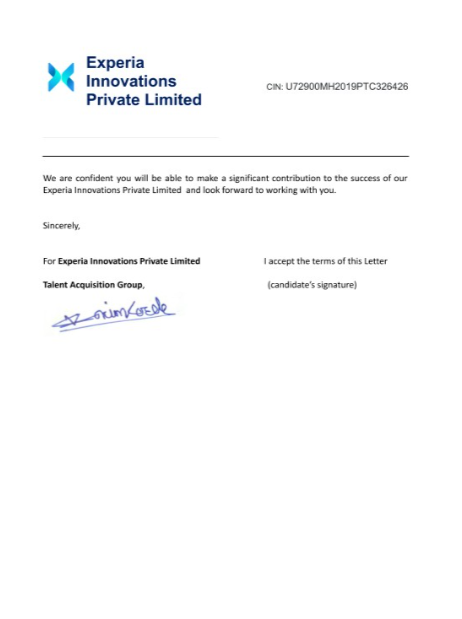 Experia
Innovations
Private Limited
CIN: U72900MH2019PTC326426
We are confident you will be able to make a significant contribution to the success of our
Experia Innovations Private Limited and look forward to working with you.
Sincerely,
For Experia Innovations Private Limited
I accept the terms of this Letter
Talent Acquisition Group,
(candidate's signature)